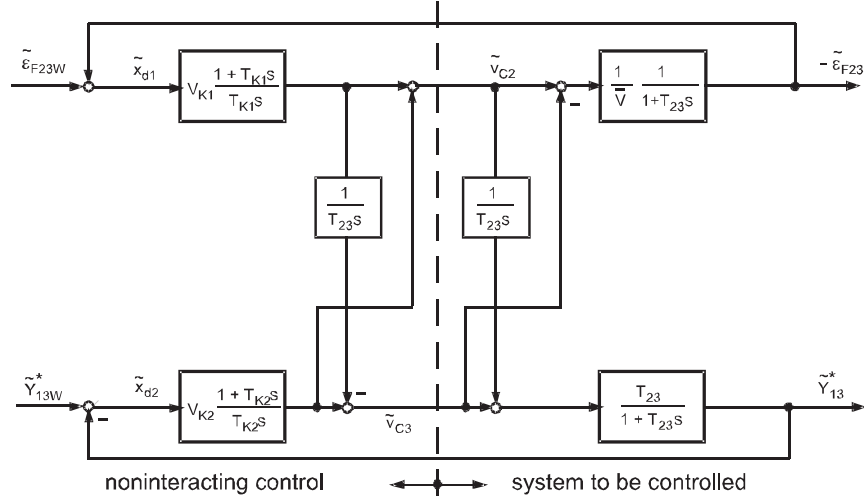 ε̃F23W
x̃d1
VK1 1 + TK1s / TK1s
ṽC2
1 / V̄ 1 / 1+T23s
- ε̃F23
-
1 / T23s
1 / T23s
Ỹ*13W
x̃d2
VK2 1 + TK2s / TK2s
-
-
ṽC3
T23 / 1 + T23s
Ỹ*13
noninteracting control
system to be controlled